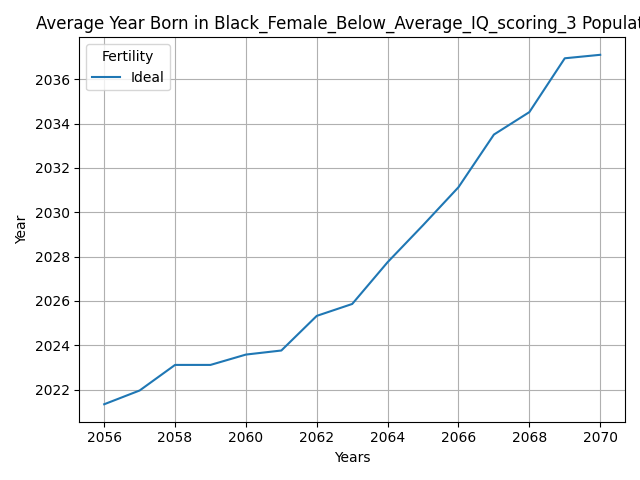 Average Year Born in Black_Female_Below_Average_IQ_scoring_3 Populat
Fertility
Ideal
2036
2034
2032
2030
2028
2026
2024
2022
Year
2056 2058 2060 2062 2064 2066 2068 2070
Years